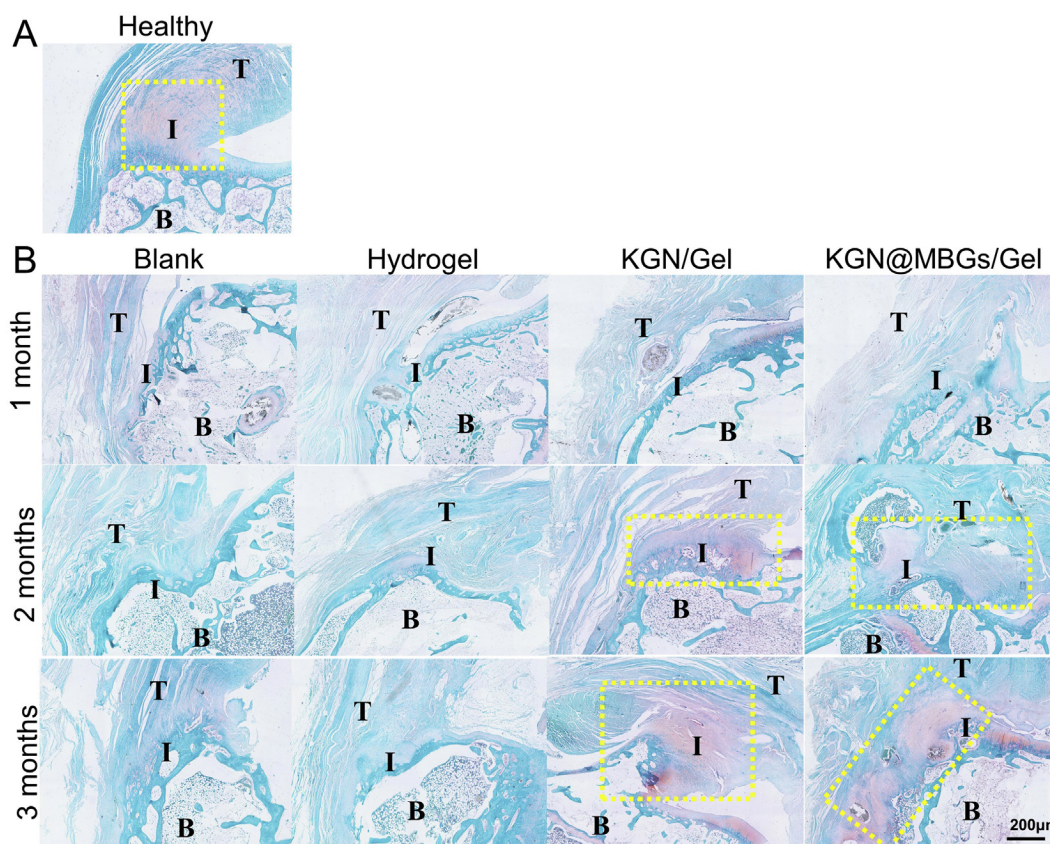 A
Healthy
T
I
B
B
Blank
Hydrogel
KGN/Gel
KGN@MBGs/Gel
1 month
T
I
B
T
I
B
T
I
B
T
I
B
2 months
T
I
B
T
I
B
T
I
B
T
I
B
3 months
T
I
B
T
I
B
T
I
B
T
I
B
200μm